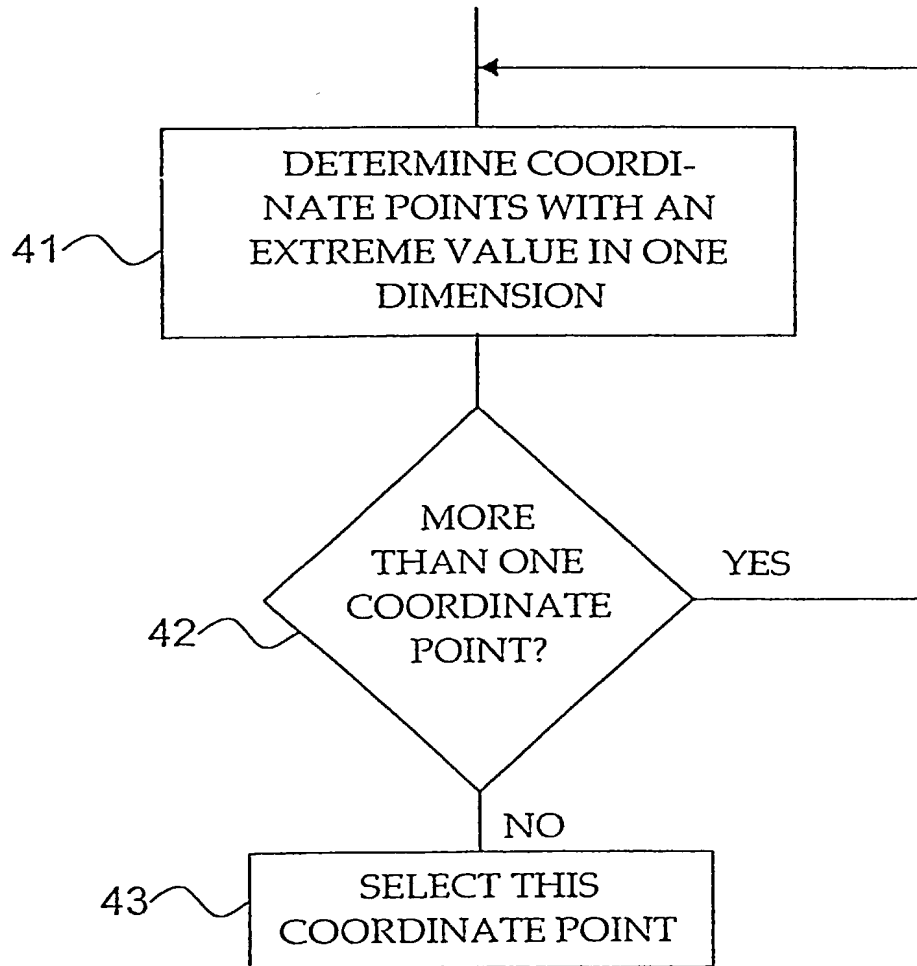 DETERMINE COORDI-
NATE POINTS WITH AN
EXTREME VALUE IN ONE
DIMENSION
41
MORE
THAN ONE
COORDINATE
POINT?
YES
42
NO
SELECT THIS
COORDINATE POINT
43